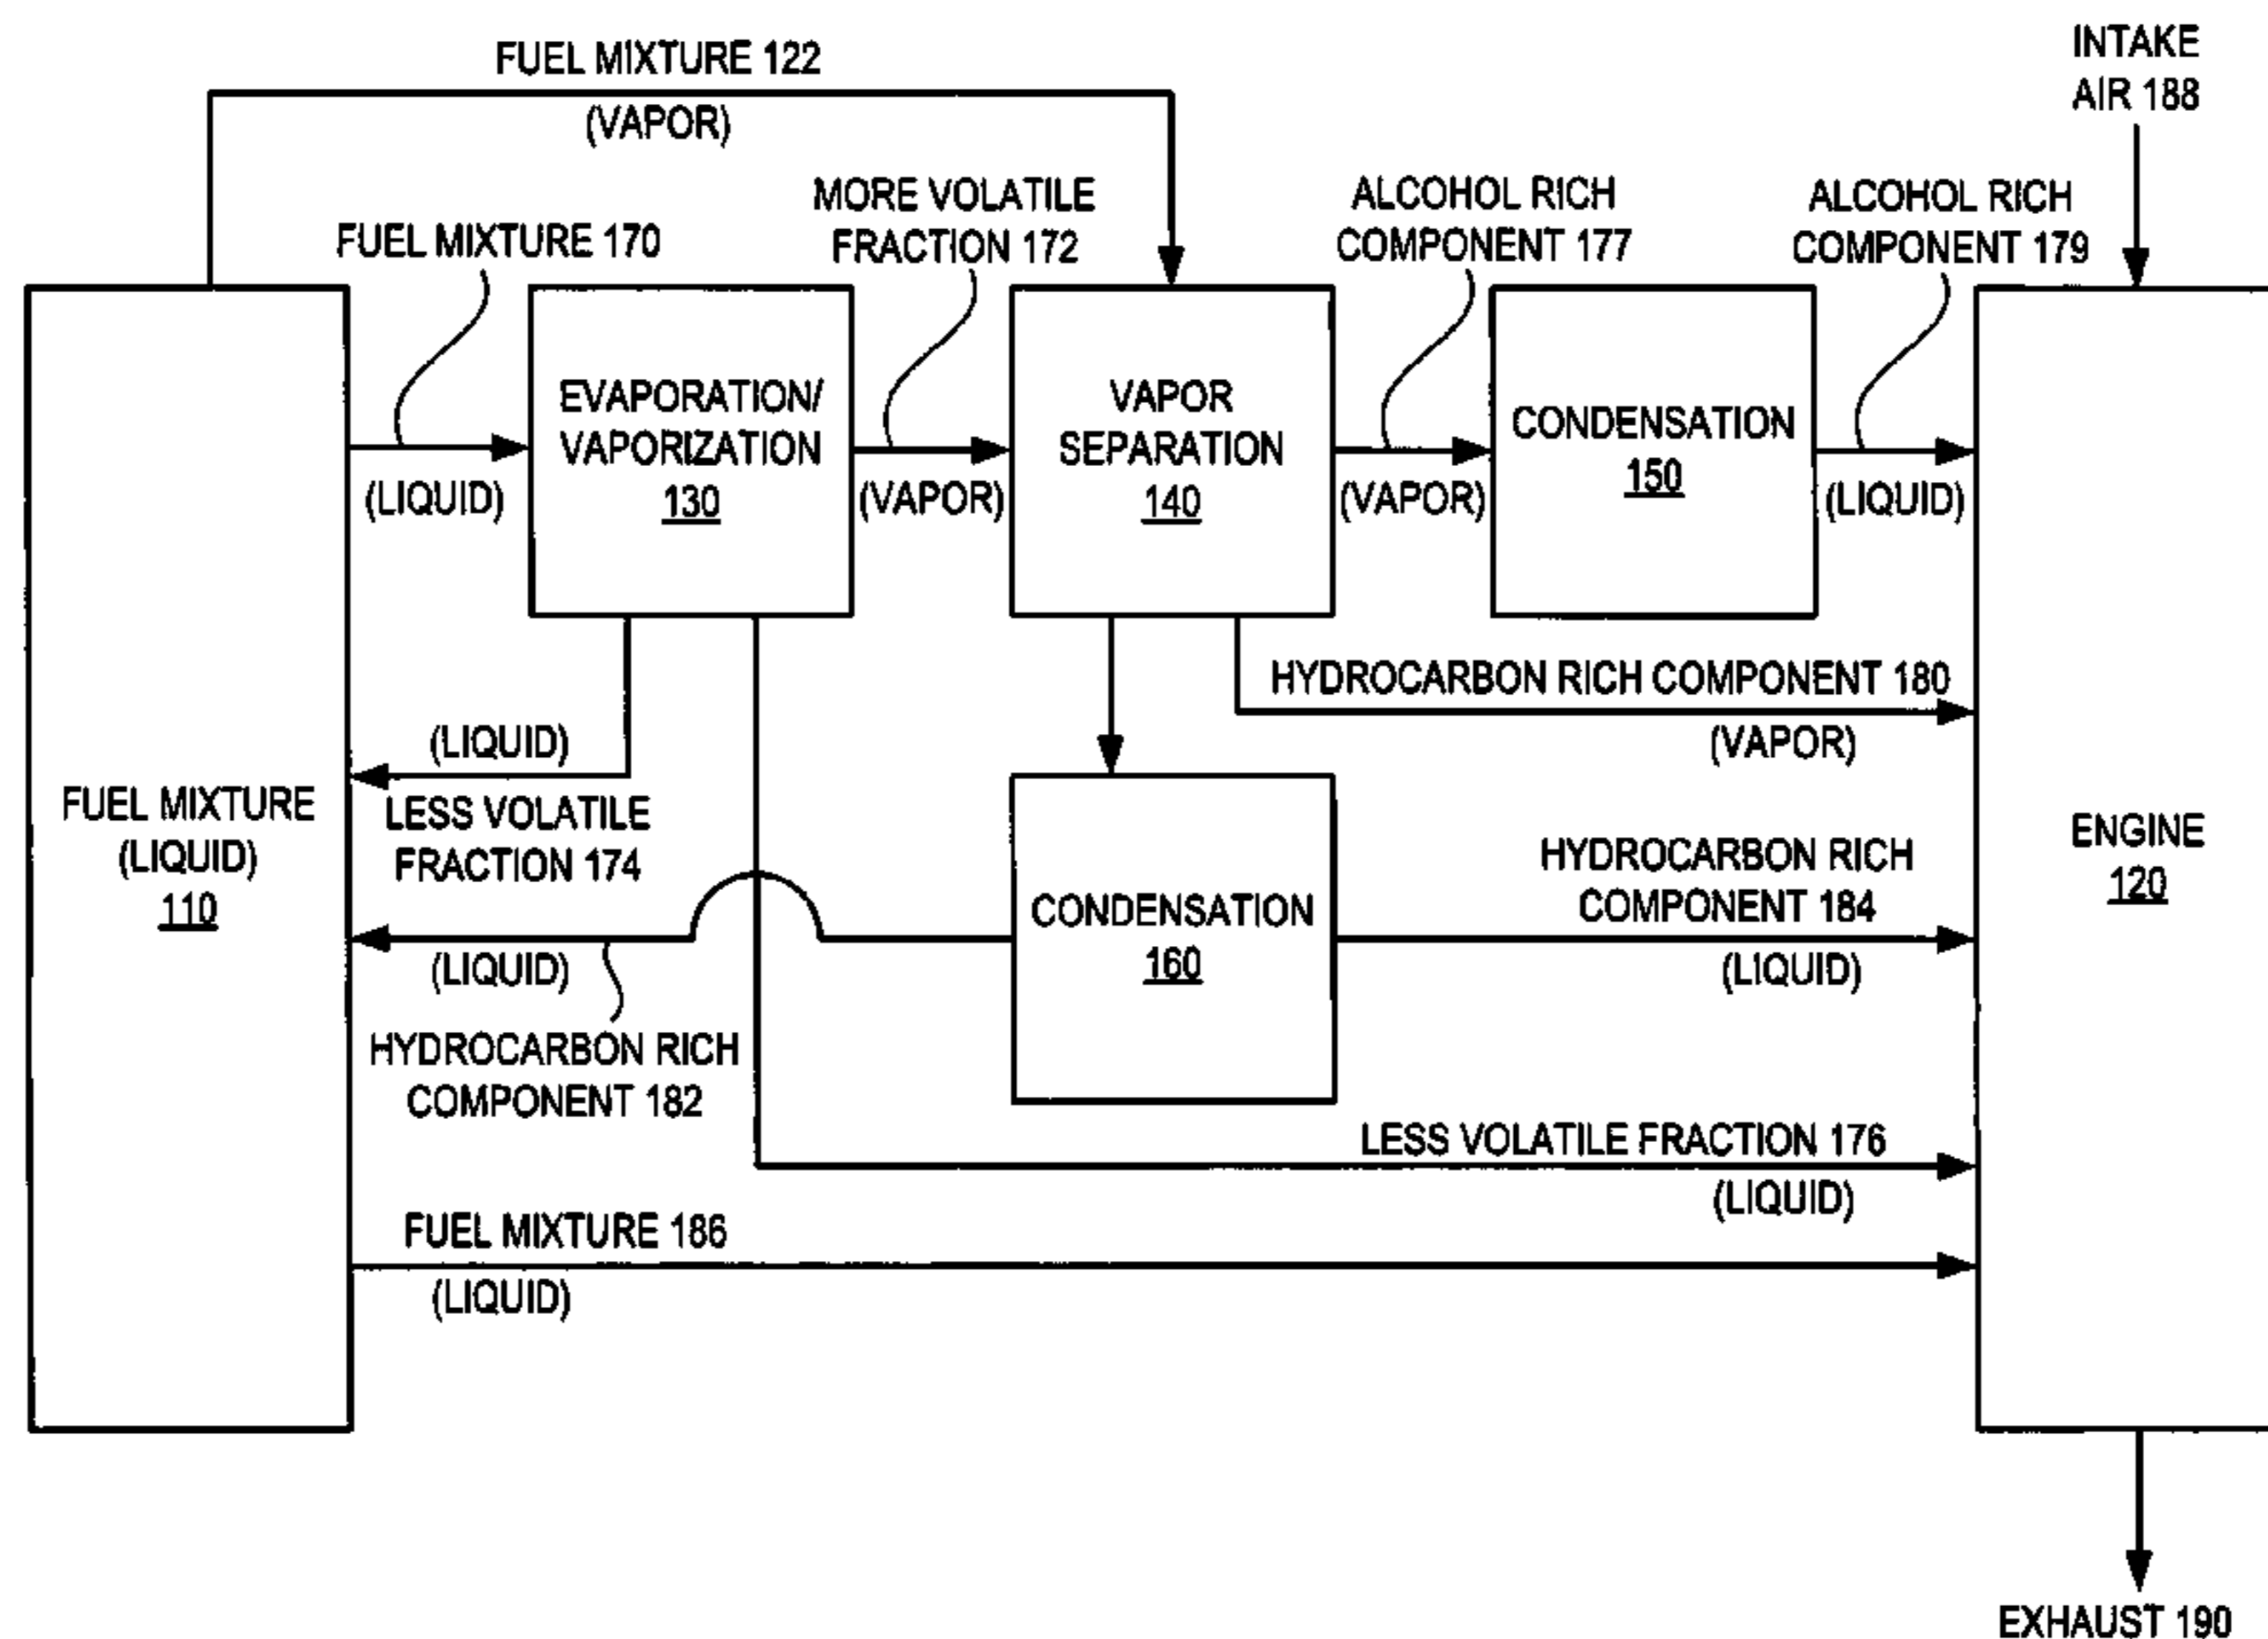 FUEL MIXTURE 122
(VAPOR)
INTAKE
AIR 188
FUEL MIXTURE 170
(LIQUID)
MORE VOLATILE
FRACTION 172
(VAPOR)
ALCOHOL RICH
COMPONENT 177
(VAPOR)
ALCOHOL RICH
COMPONENT 179
(LIQUID)
EVAPORATION/
VAPORIZATION
130
VAPOR
SEPARATION
140
CONDENSATION
150
HYDROCARBON RICH COMPONENT 180
(VAPOR)
(LIQUID)
LESS VOLATILE
FRACTION 174
FUEL MIXTURE
(LIQUID)
110
CONDENSATION
160
HYDROCARBON RICH
COMPONENT 184
(LIQUID)
ENGINE
120
(LIQUID)
HYDROCARBON RICH
COMPONENT 182
LESS VOLATILE FRACTION 176
(LIQUID)
FUEL MIXTURE 186
(LIQUID)
EXHAUST 190